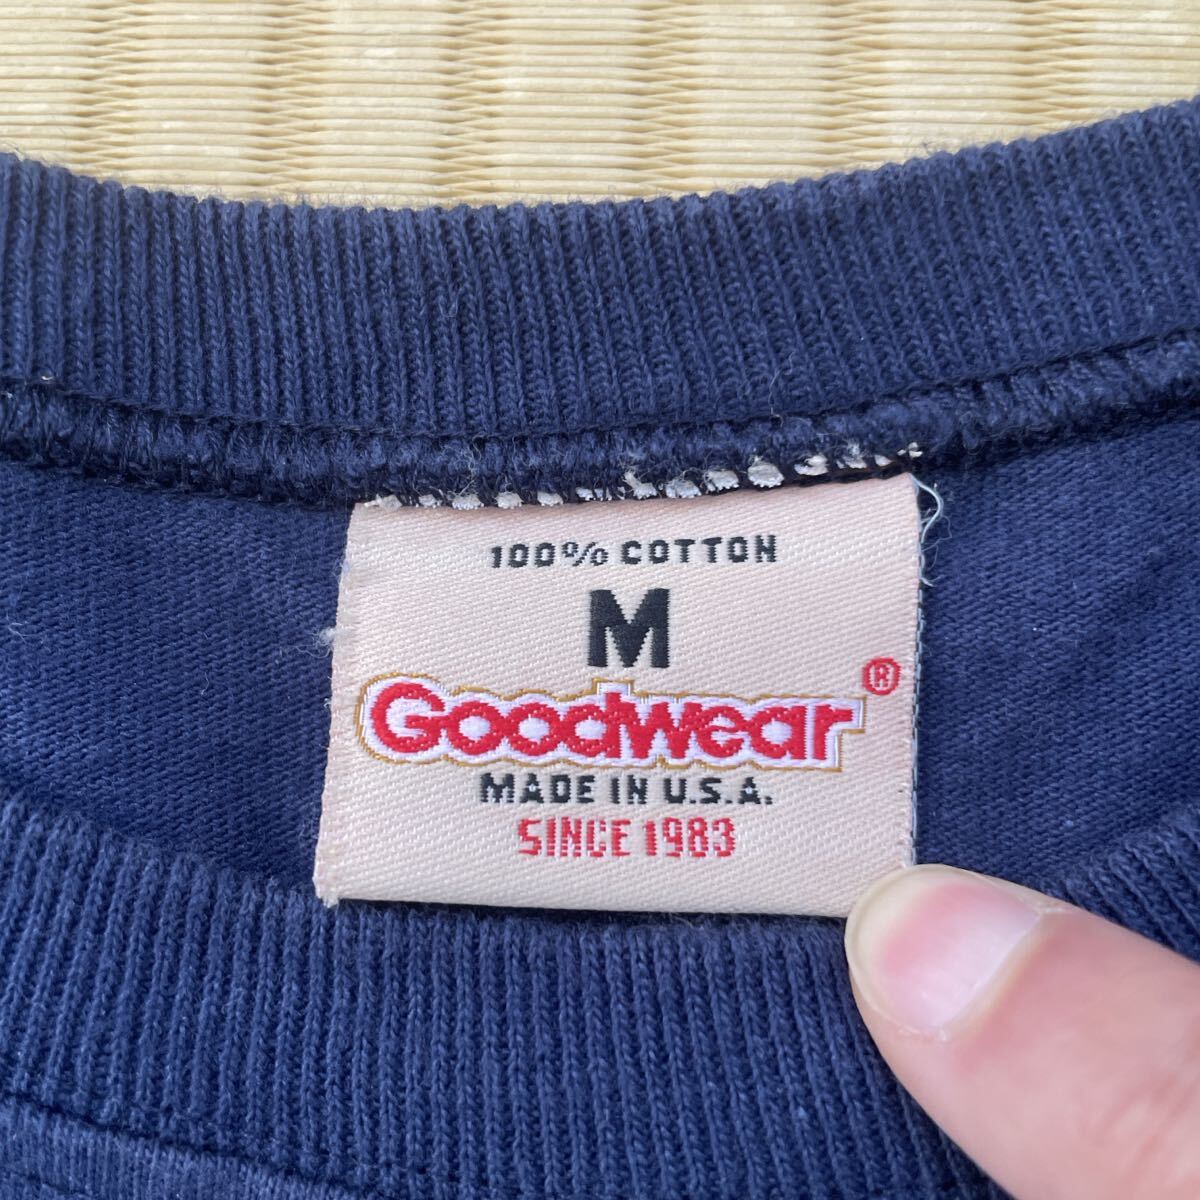 100% COTTON
M
Goodwear®
MADE IN U.S.A.
SINCE 1983